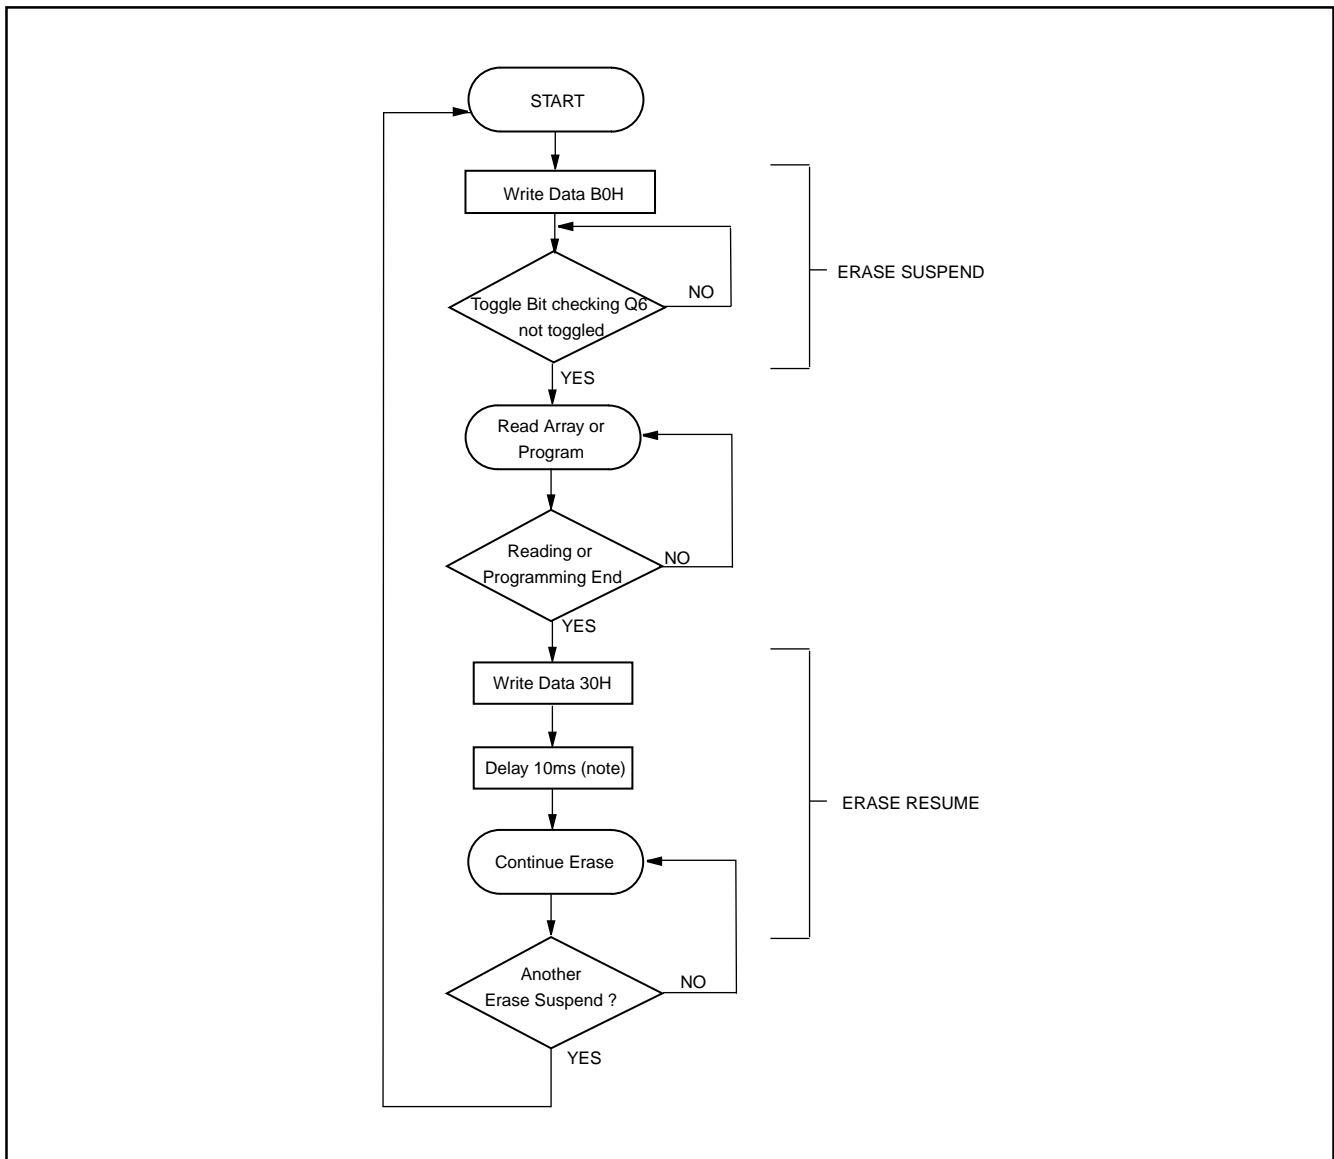 START
Write Data B0H
ERASE SUSPEND
NO
Toggle Bit checking Q6
not toggled
YES
Read Array or
Program
Reading or
Programming End
NO
YES
Write Data 30H
Delay 10ms (note)
ERASE RESUME
Continue Erase
Another
Erase Suspend ?
NO
YES